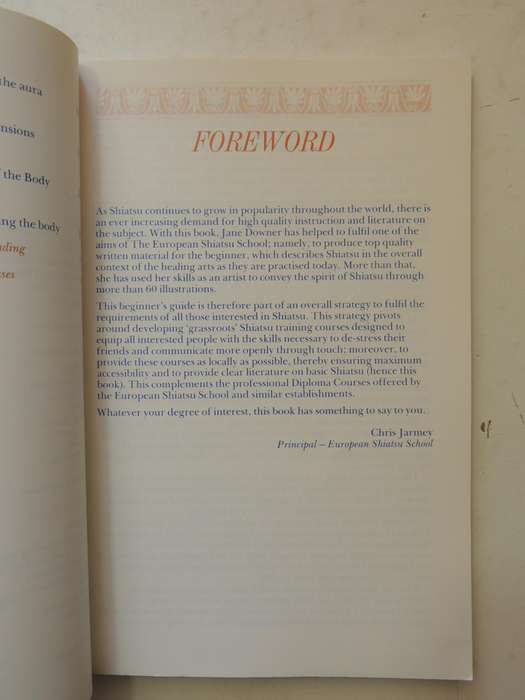 the aura
nsions
f the Body
ing the body
ading
ses
FOREWORD
As Shiatsu continues to grow in popularity throughout the world, there is
an ever increasing demand for high quality instruction and literature on
the subject. With this book, Jane Downer has helped to fulfil one of the
aims of The European Shiatsu School; namely, to produce top quality
written material for the beginner, which describes Shiatsu in the overall
context of the healing arts as they are practised today. More than that,
she has used her skills as an artist to convey the spirit of Shiatsu through
more than 60 illustrations.
This beginner's guide is therefore part of an overall strategy to fulfil the
requirements of all those interested in Shiatsu. This strategy pivots
around developing 'grassroots' Shiatsu training courses designed to
equip all interested people with the skills necessary to de-stress their
friends and communicate more openly through touch; moreover, to
provide these courses as locally as possible, thereby ensuring maximum
accessibility and to provide clear literature on basic Shiatsu (hence this
book). This complements the professional Diploma Courses offered by
the European Shiatsu School and similar establishments.
Whatever your degree of interest, this book has something to say to you.
Chris Jarmey
Principal – European Shiatsu School